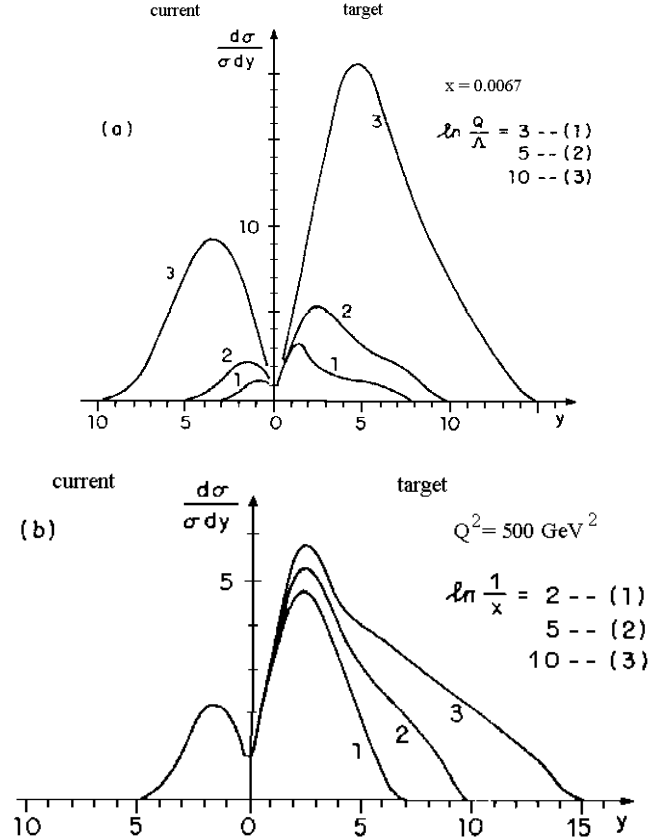 current target
dσ
σ dy
x = 0.0067
(a)
ln Q/Λ = 3 -- (1)
5 -- (2)
10 -- (3)
3
3
10
2
1
2
1
10 5 0 5 10 y
current target
dσ
σ dy
(b)
Q² = 500 GeV²
5
ln 1/x = 2 -- (1)
5 -- (2)
10 -- (3)
1 2 3
10 5 0 5 10 15 y